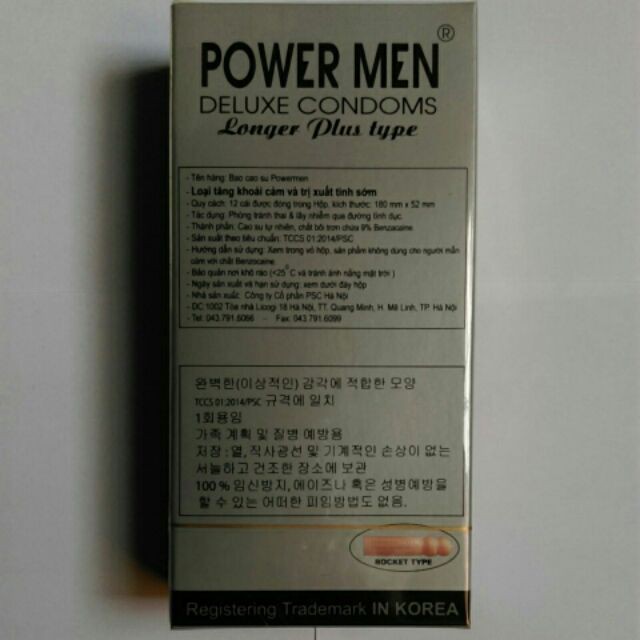 POWER MEN®
DELUXE CONDOMS
Longer Plus type
- Tên hàng: Bao cao su Powermen
- Loại tăng khoái cảm và trị xuất tinh sớm
- Quy cách: 12 cái được đóng trong Hộp, kích thước: 180 mm x 52 mm
- Tác dụng: Phòng tránh thai & lây nhiễm qua đường tình dục.
- Thành phần: Cao su tự nhiên, chất bôi trơn chứa 9% Benzacaine.
- Sản xuất theo tiêu chuẩn: TCCS 01:2014/PSC
- Hướng dẫn sử dụng: Xem trong vỏ hộp, sản phẩm không dùng cho người mẫn
cảm với chất Benzocaine.
- Bảo quản nơi khô ráo (<25°C và tránh ánh nắng mặt trời )
- Ngày sản xuất và hạn sử dụng: xem dưới đáy hộp
- Nhà sản xuất: Công ty Cổ phần PSC Hà Nội
- DC:1002 Tòa nhà Licogi 18 Hà Nội, TT. Quang Minh, H. Mê Linh, TP Hà Nội
- Tel: 043.791.6066 - Fax: 043.791.6099
완벽한(이상적인) 감각에 적합한 모양
TCCS 01:2014/PSC 규격에 일치
1회용임
가족 계획 및 질병 예방용
저장 : 열, 직사광선 및 기계적인 손상이 없는
서늘하고 건조한 장소에 보관
100 % 임신방지, 에이즈나 혹은 성병예방을
할 수 있는 어떠한 피임방법도 없음.
ROCKET TYPE
Registering Trademark IN KOREA